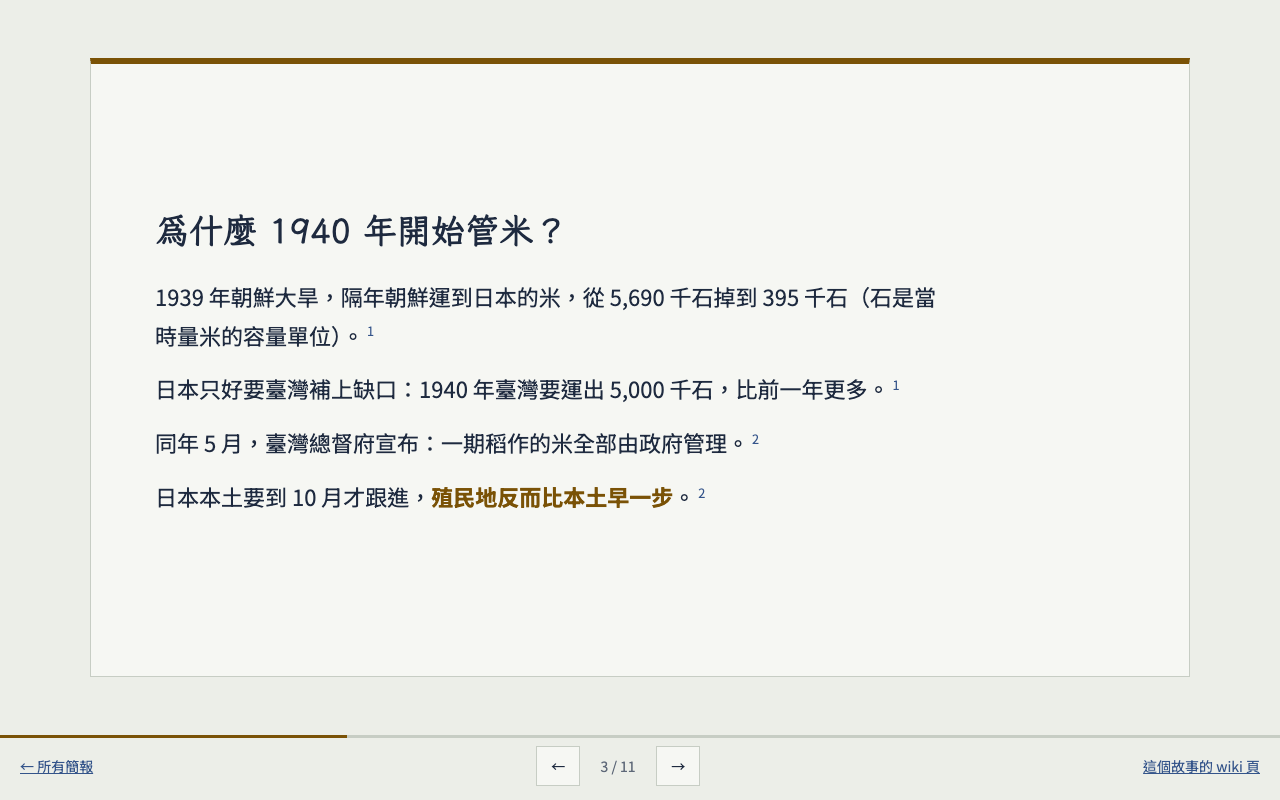 為什麼 1940 年開始管米？
1939 年朝鮮大旱，隔年朝鮮運到日本的米，從 5,690 千石掉到 395 千石（石是當
時量米的容量單位）。1
日本只好要臺灣補上缺口：1940 年臺灣要運出 5,000 千石，比前一年更多。1
同年 5 月，臺灣總督府宣布：一期稻作的米全部由政府管理。2
日本本土要到 10 月才跟進，殖民地反而比本土早一步。2
← 所有簡報
←
3 / 11
→
這個故事的 wiki 頁